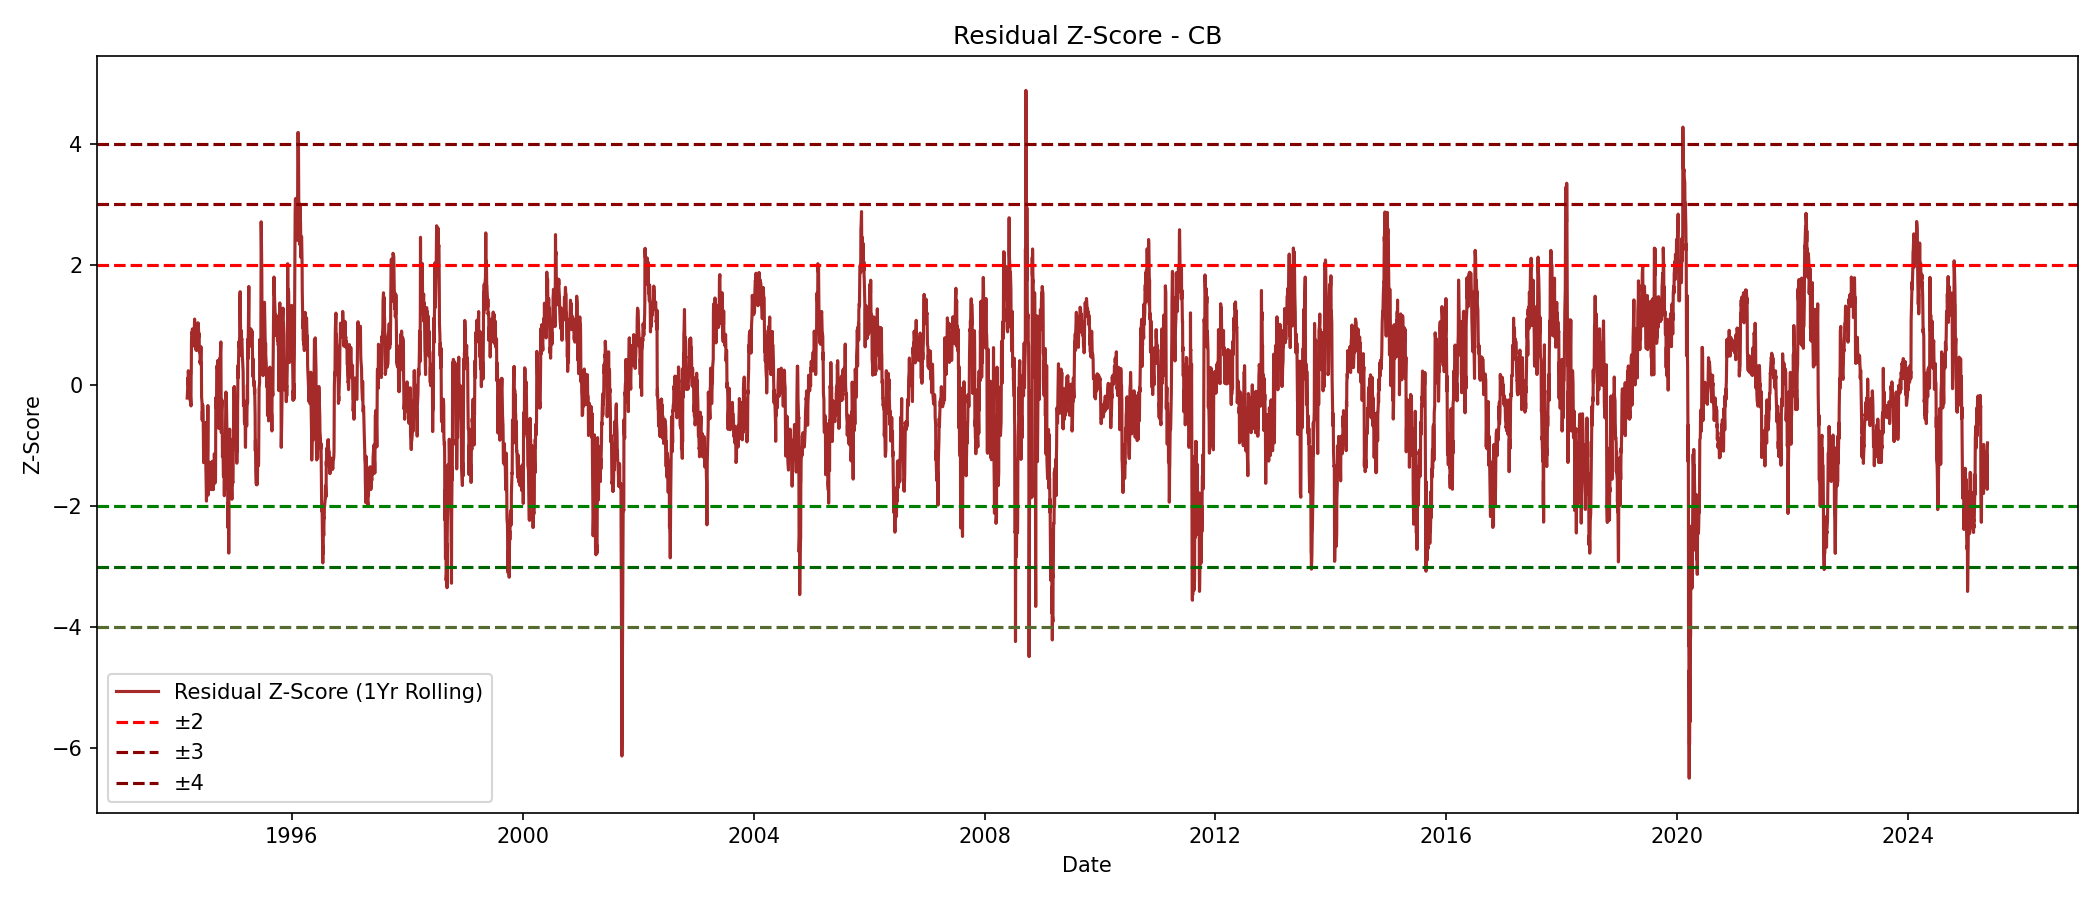 Residual Z-Score - CB
Z-Score
4
2
0
−2
−4
−6
Residual Z-Score (1Yr Rolling)
±2
±3
±4
1996 2000 2004 2008 2012 2016 2020 2024
Date